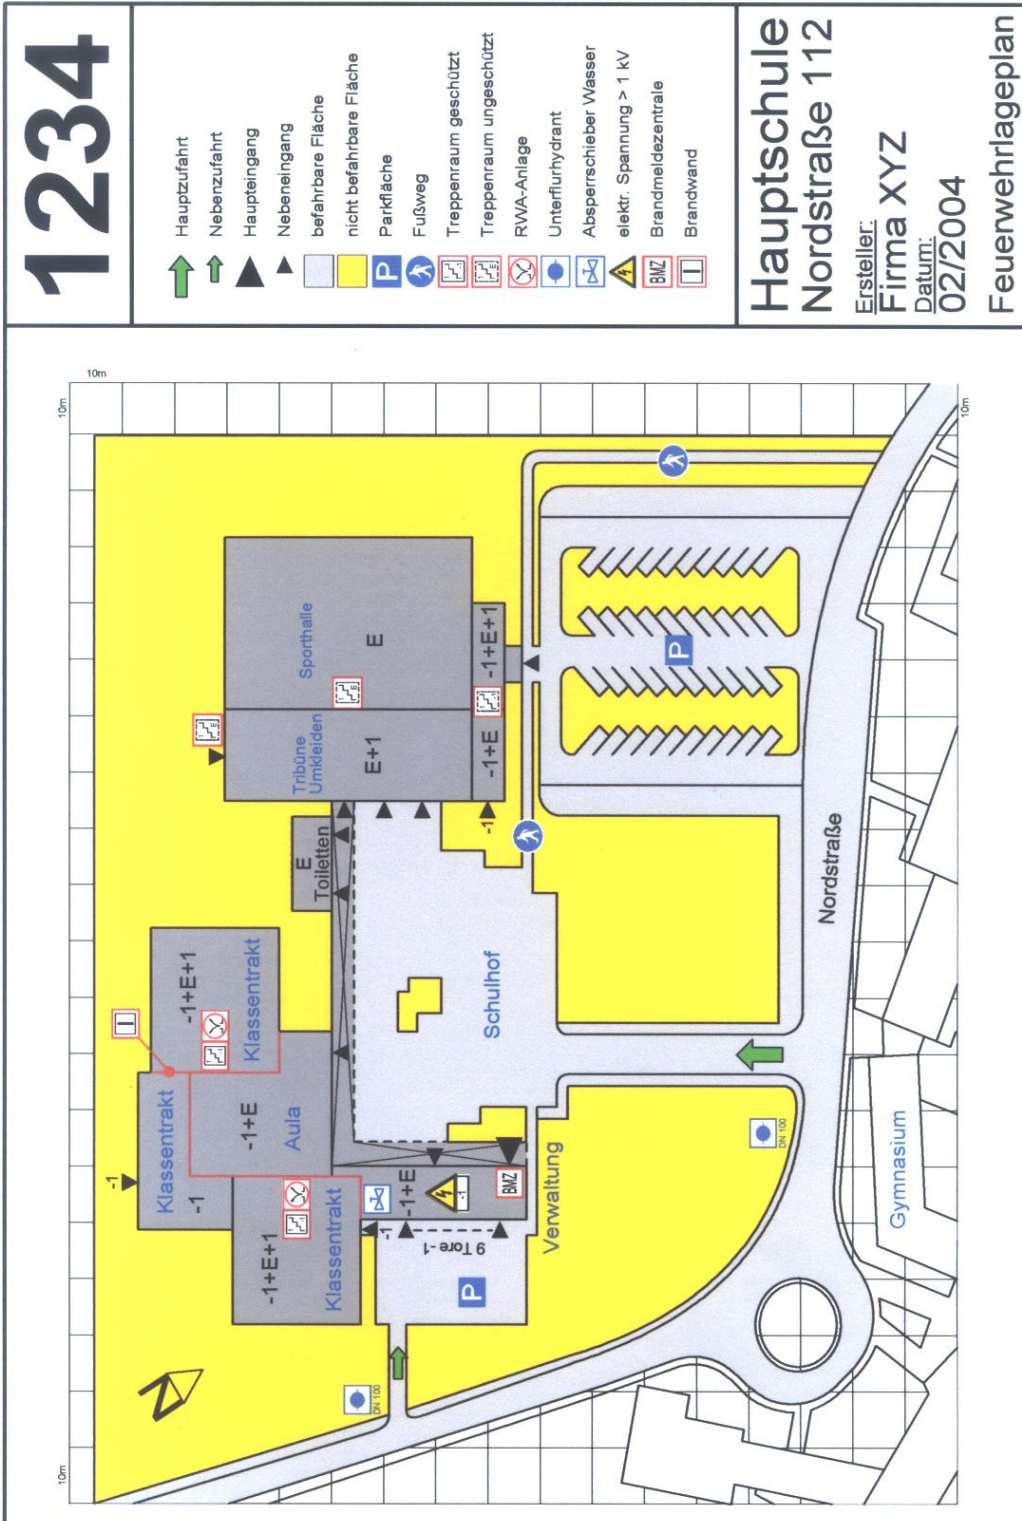 1234
Hauptzufahrt
Nebenzufahrt
Haupteingang
Nebeneingang
befahrbare Fläche
nicht befahrbare Fläche
P Parkfläche
Fußweg
Treppenraum geschützt
Treppenraum ungeschützt
RWA-Anlage
Unterflurhydrant
Absperrschieber Wasser
elektr. Spannung > 1 kV
BMZ Brandmeldezentrale
Brandwand
Hauptschule
Nordstraße 112
Ersteller:
Firma XYZ
Datum:
02/2004
Feuerwehrlageplan
10m
10m
10m
10m
N
-1
Klassentrakt
-1
-1+E+1
Klassentrakt
-1+E
Aula
-1+E+1
Klassentrakt
E
Toiletten
Tribüne
Umkleiden
E+1
Sporthalle
E
-1+E
-1+E+1
-1
-1
-1+E
-1
BMZ
9 Tore -1
P
Verwaltung
Schulhof
P
DN 100
DN 100
Nordstraße
Gymnasium